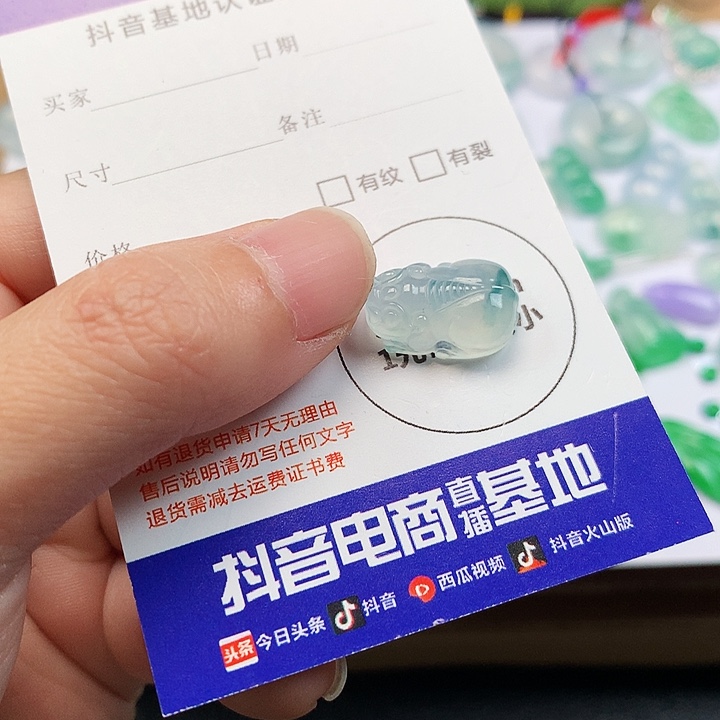 抖音基地认证
日期
买家
备注
尺寸
有纹 有裂
价格
小
1元
如有退货申请7天无理由
售后说明请勿写任何文字
退货需减去运费证书费
抖音电商直播基地
头条 今日头条 抖音 西瓜视频 抖音火山版